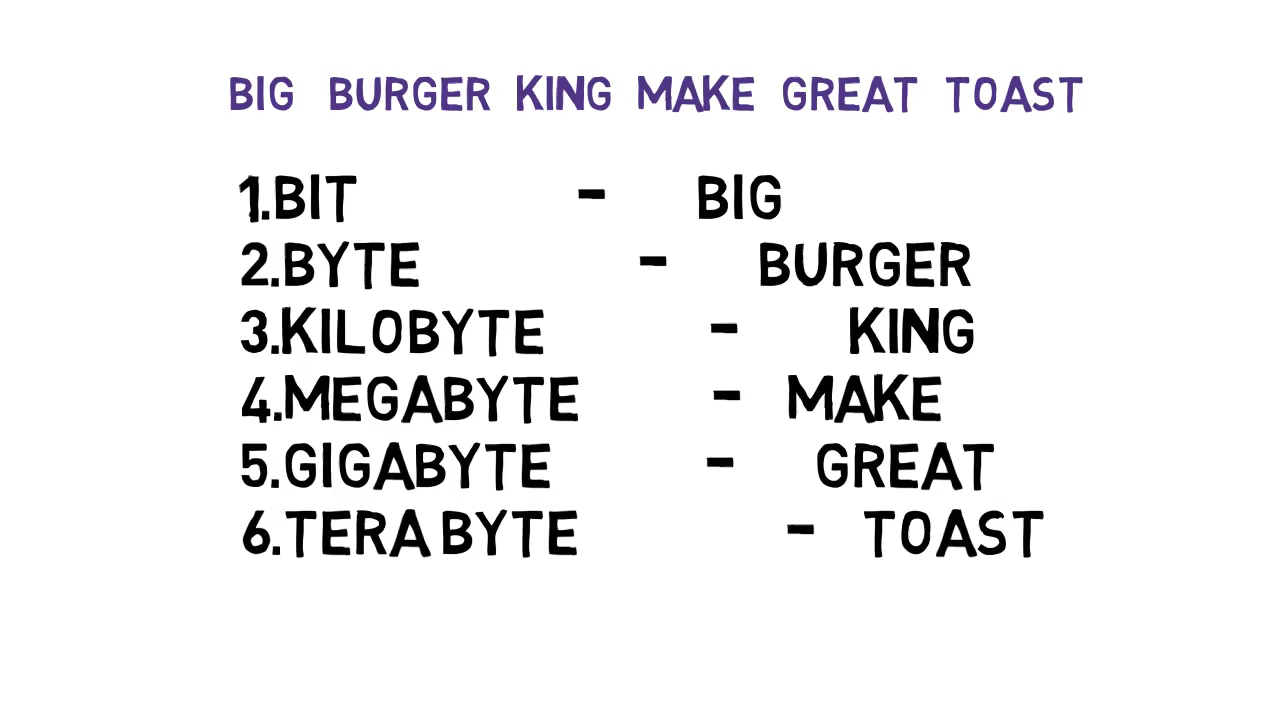 BIG BURGER KING MAKE GREAT TOAST
1.BIT - BIG
2.BYTE - BURGER
3.KILOBYTE - KING
4.MEGABYTE - MAKE
5.GIGABYTE - GREAT
6.TERA BYTE - TOAST